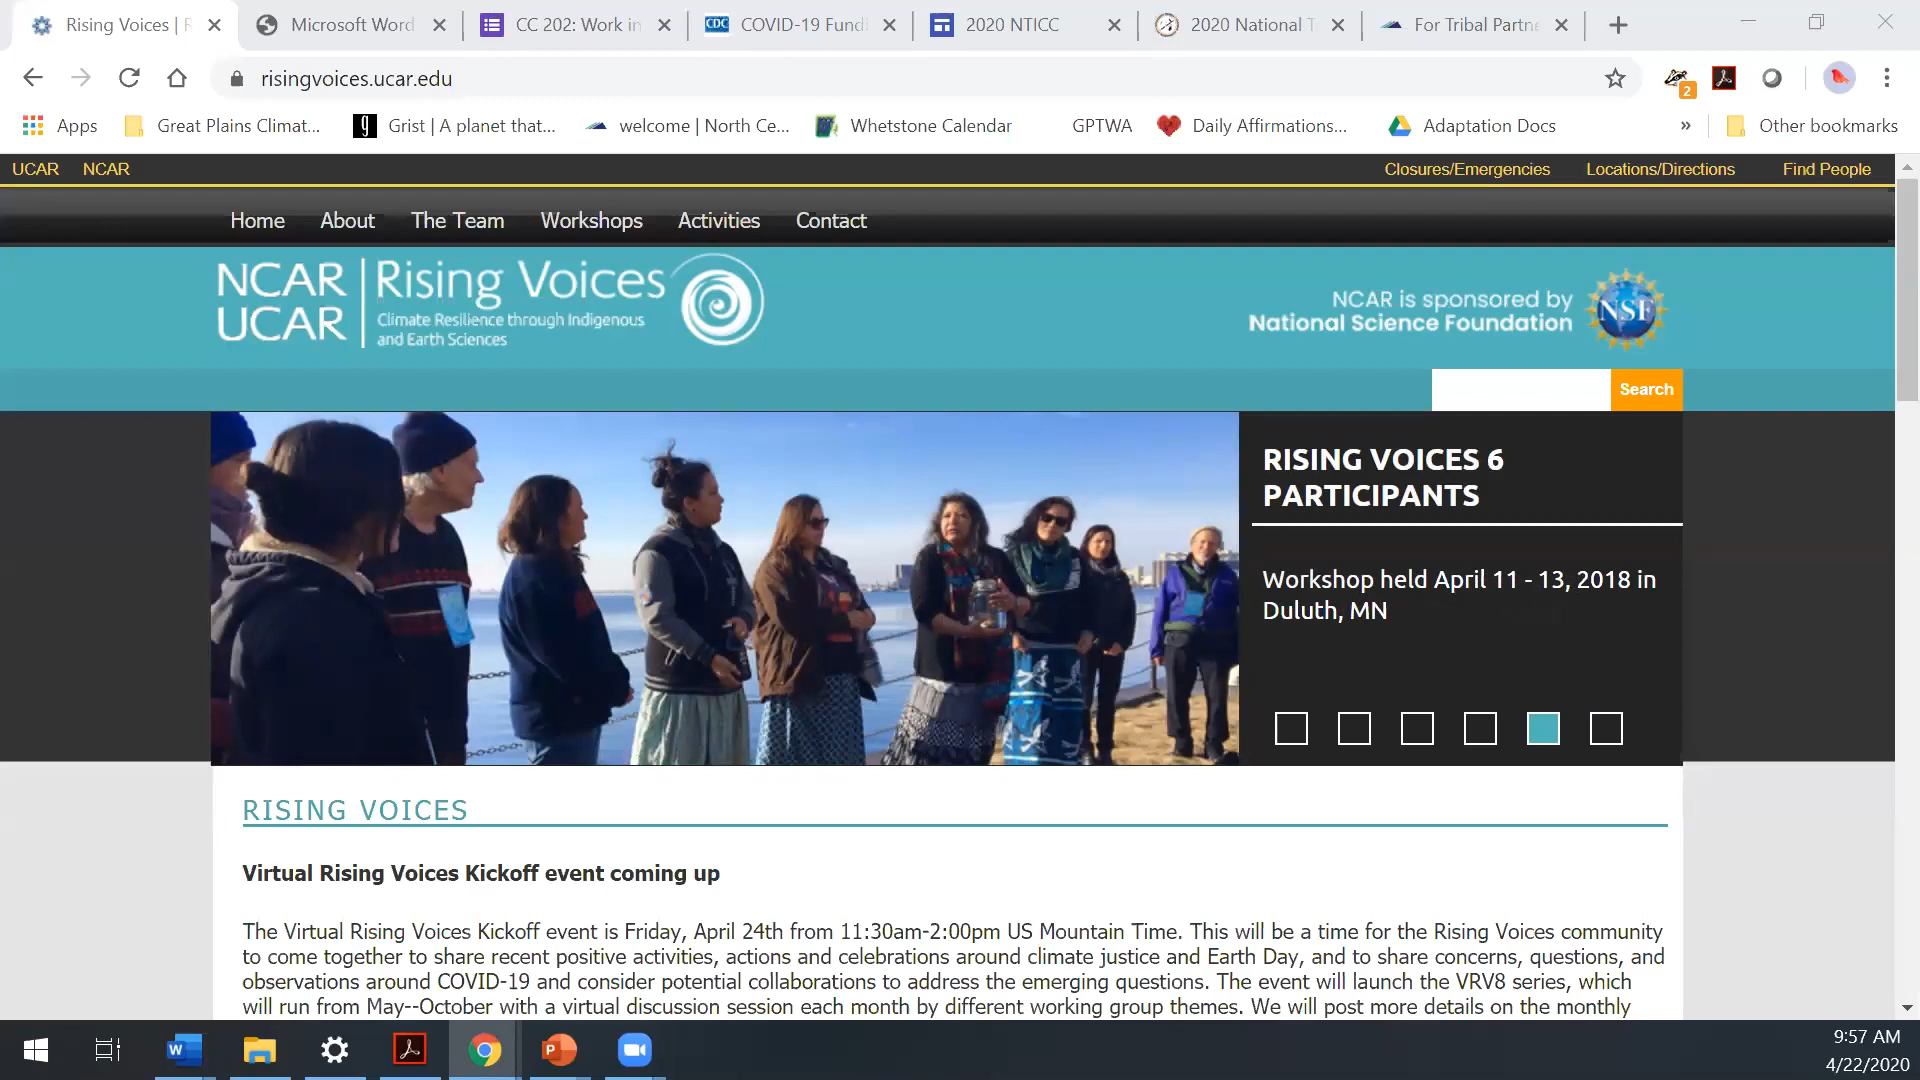 Rising Voices | R
Microsoft Word
CC 202: Work in
CDC
COVID-19 Fundi
2020 NTICC
2020 National T
For Tribal Partne
risingvoices.ucar.edu
2
Apps
Great Plains Climat...
g
Grist | A planet that...
welcome | North Ce...
Whetstone Calendar
GPTWA
Daily Affirmations...
Adaptation Docs
»
Other bookmarks
UCAR NCAR
Closures/Emergencies Locations/Directions Find People
Home About The Team Workshops Activities Contact
NCAR
UCAR
Rising Voices
Climate Resilience through Indigenous
and Earth Sciences
NCAR is sponsored by
National Science Foundation
NSF
Search
RISING VOICES 6
PARTICIPANTS
Workshop held April 11 - 13, 2018 in
Duluth, MN
RISING VOICES
Virtual Rising Voices Kickoff event coming up
The Virtual Rising Voices Kickoff event is Friday, April 24th from 11:30am-2:00pm US Mountain Time. This will be a time for the Rising Voices community
to come together to share recent positive activities, actions and celebrations around climate justice and Earth Day, and to share concerns, questions, and
observations around COVID-19 and consider potential collaborations to address the emerging questions. The event will launch the VRV8 series, which
will run from May--October with a virtual discussion session each month by different working group themes. We will post more details on the monthly
W
P
9:57 AM
4/22/2020